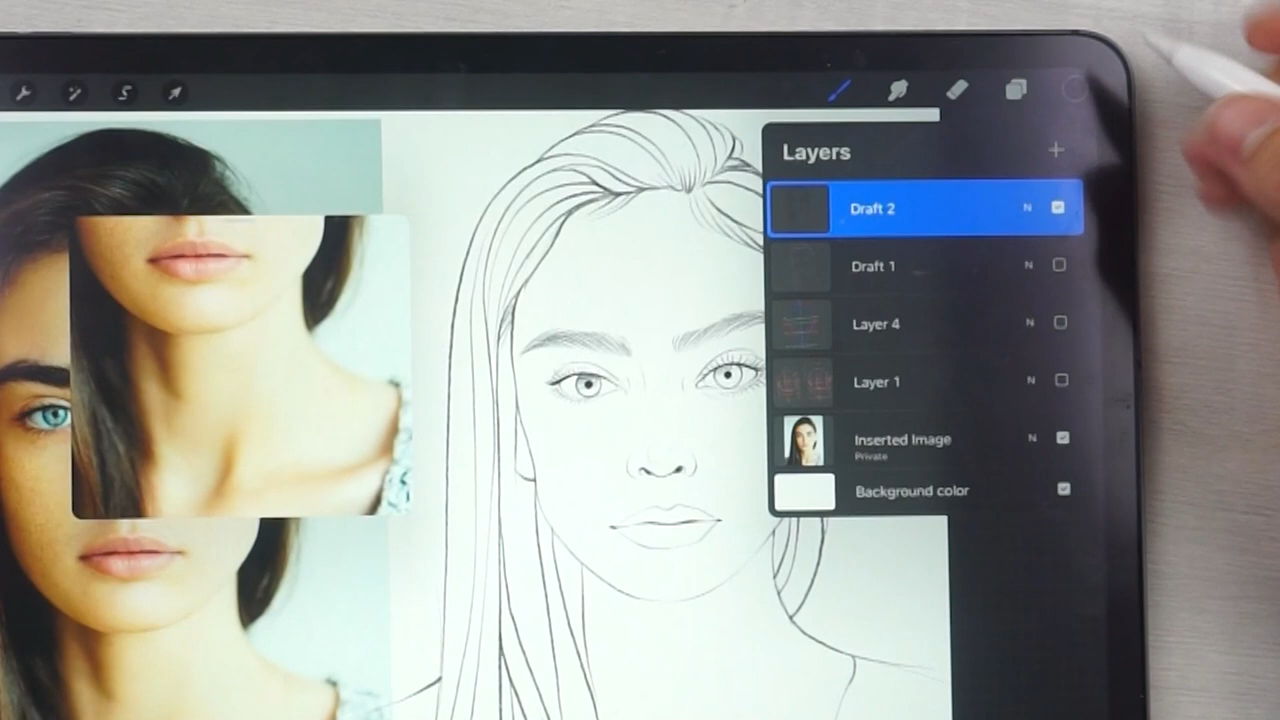 Layers
Draft 2 N
Draft 1 N
Layer 4 N
Layer 1 N
Inserted Image N
Private
Background color